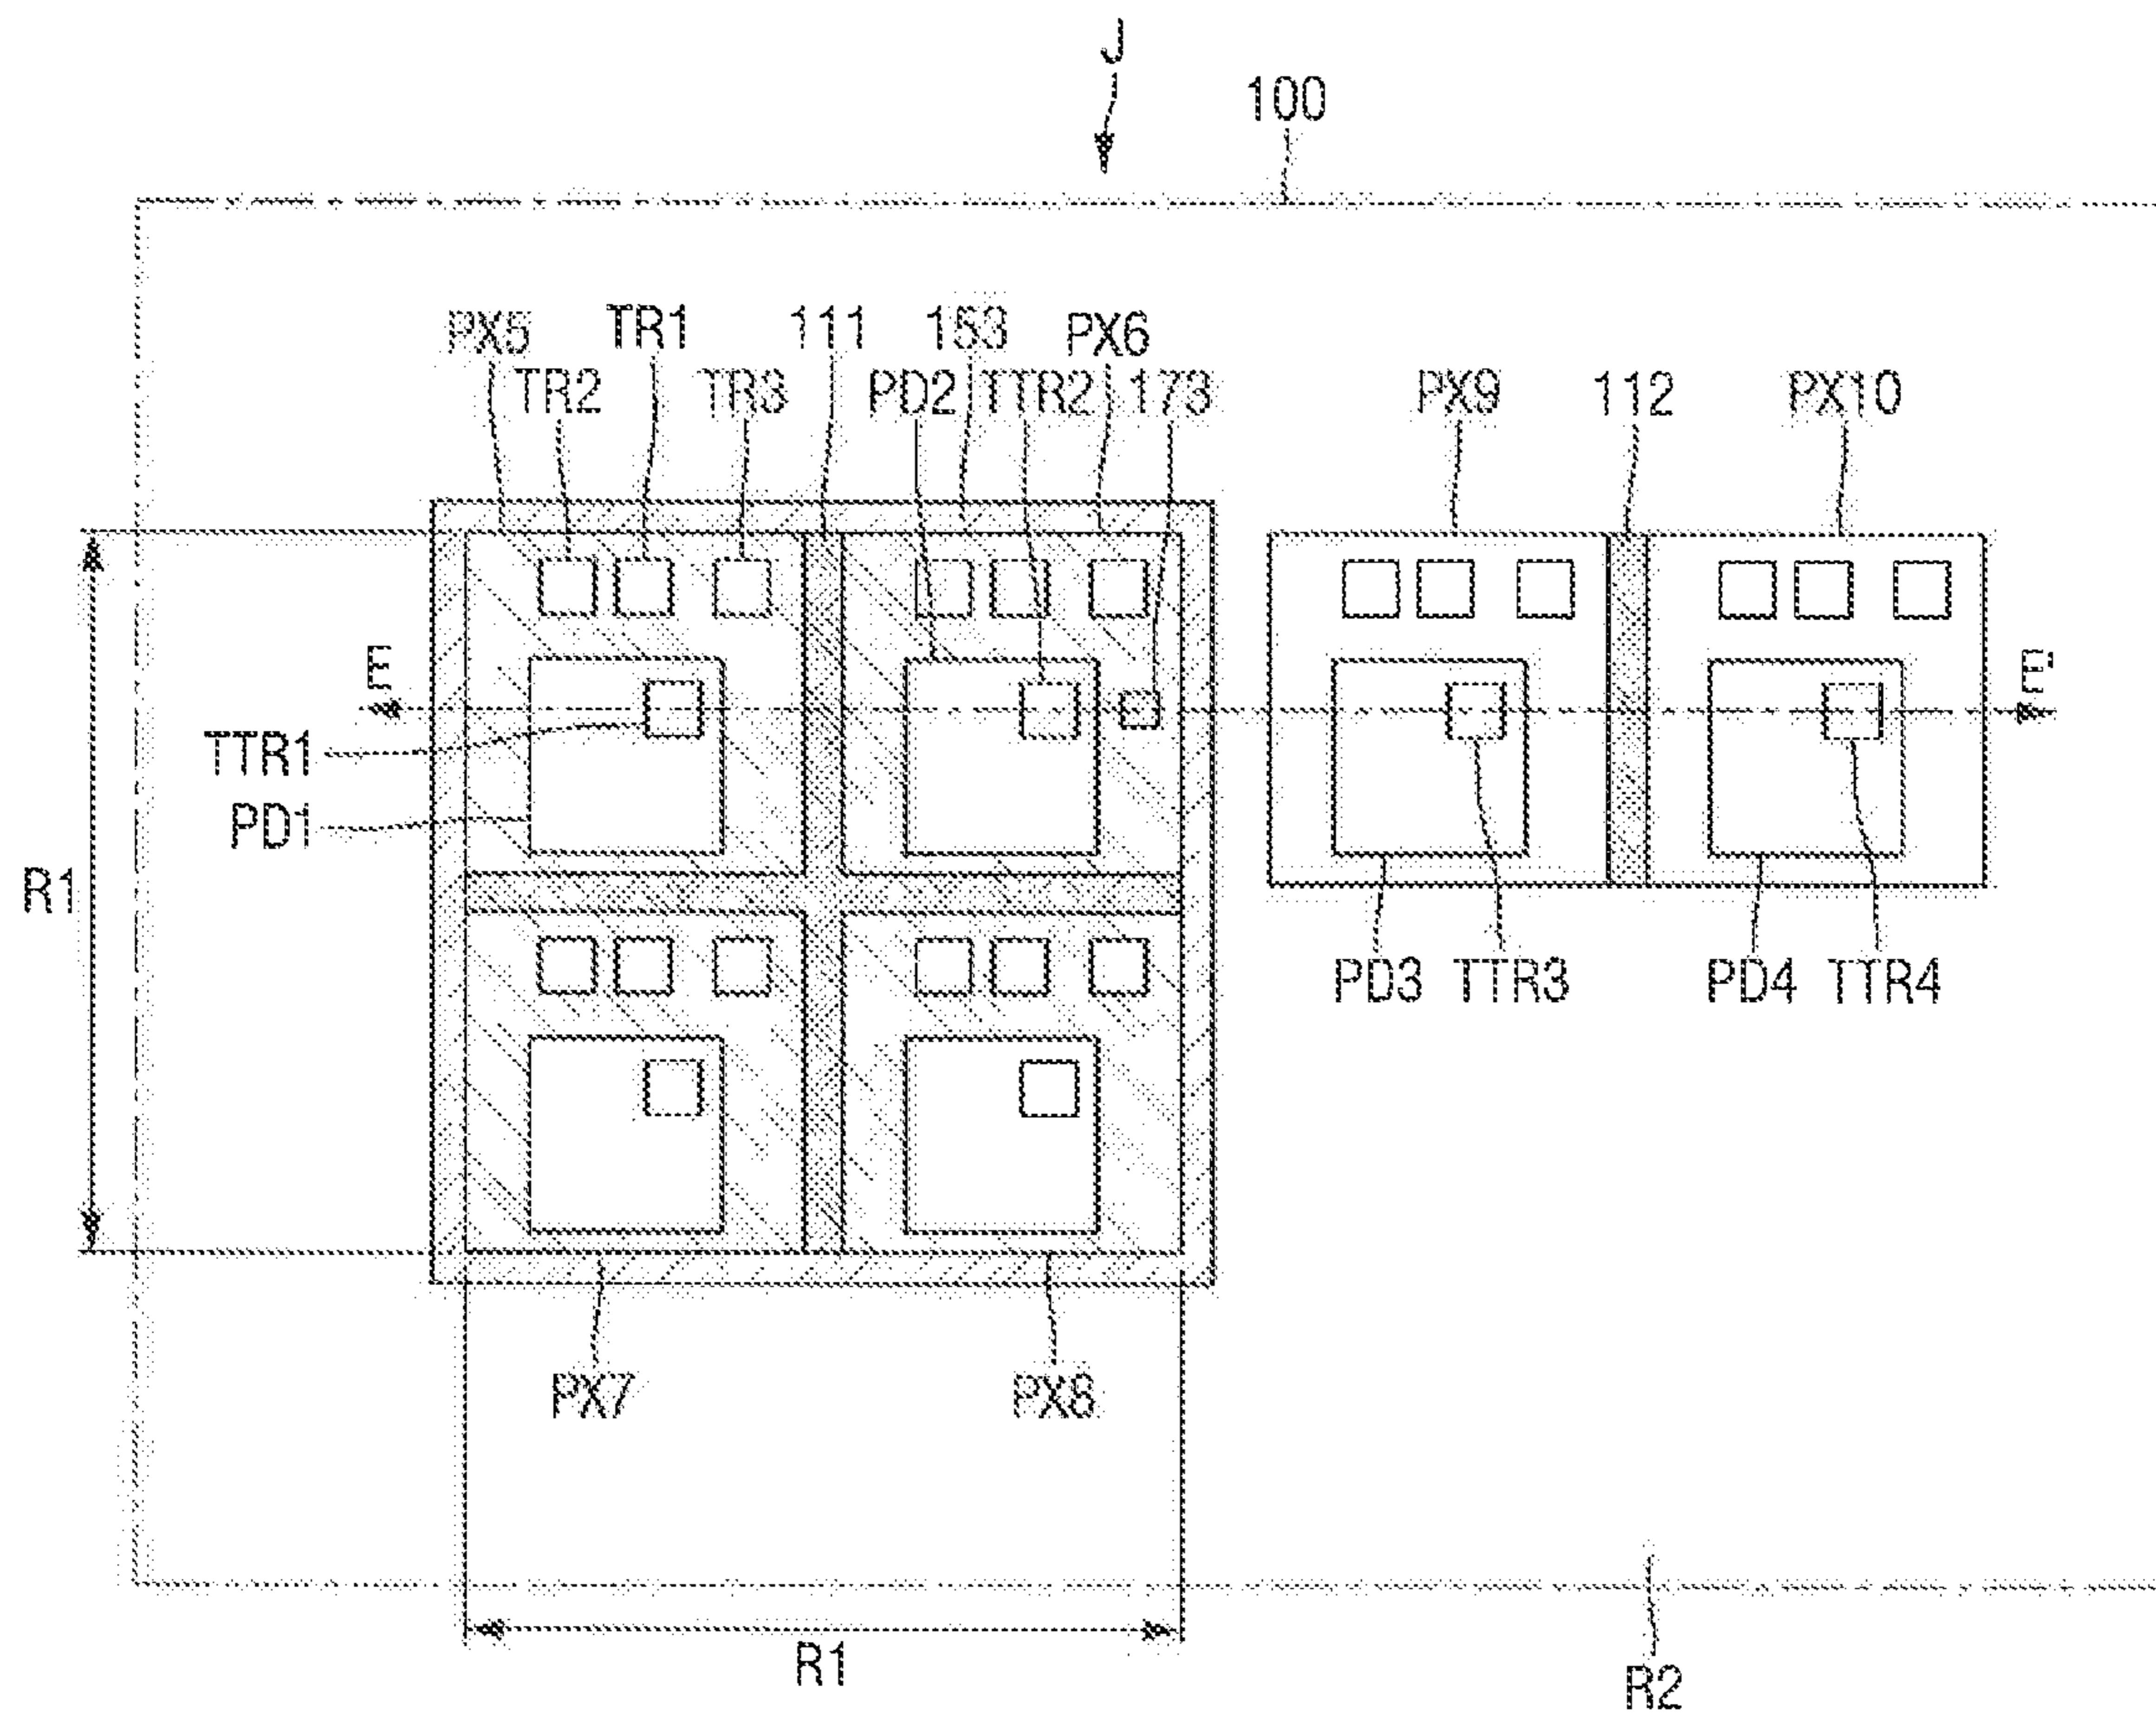 J
100
PX5 TR1 111 153 PX6
TR2 TR3 PD2 TTR2 173
PX9 112 PX10
E E'
TTR1
PD1
R1
PD3 TTR3 PD4 TTR4
PX7 PX8
R1
R2